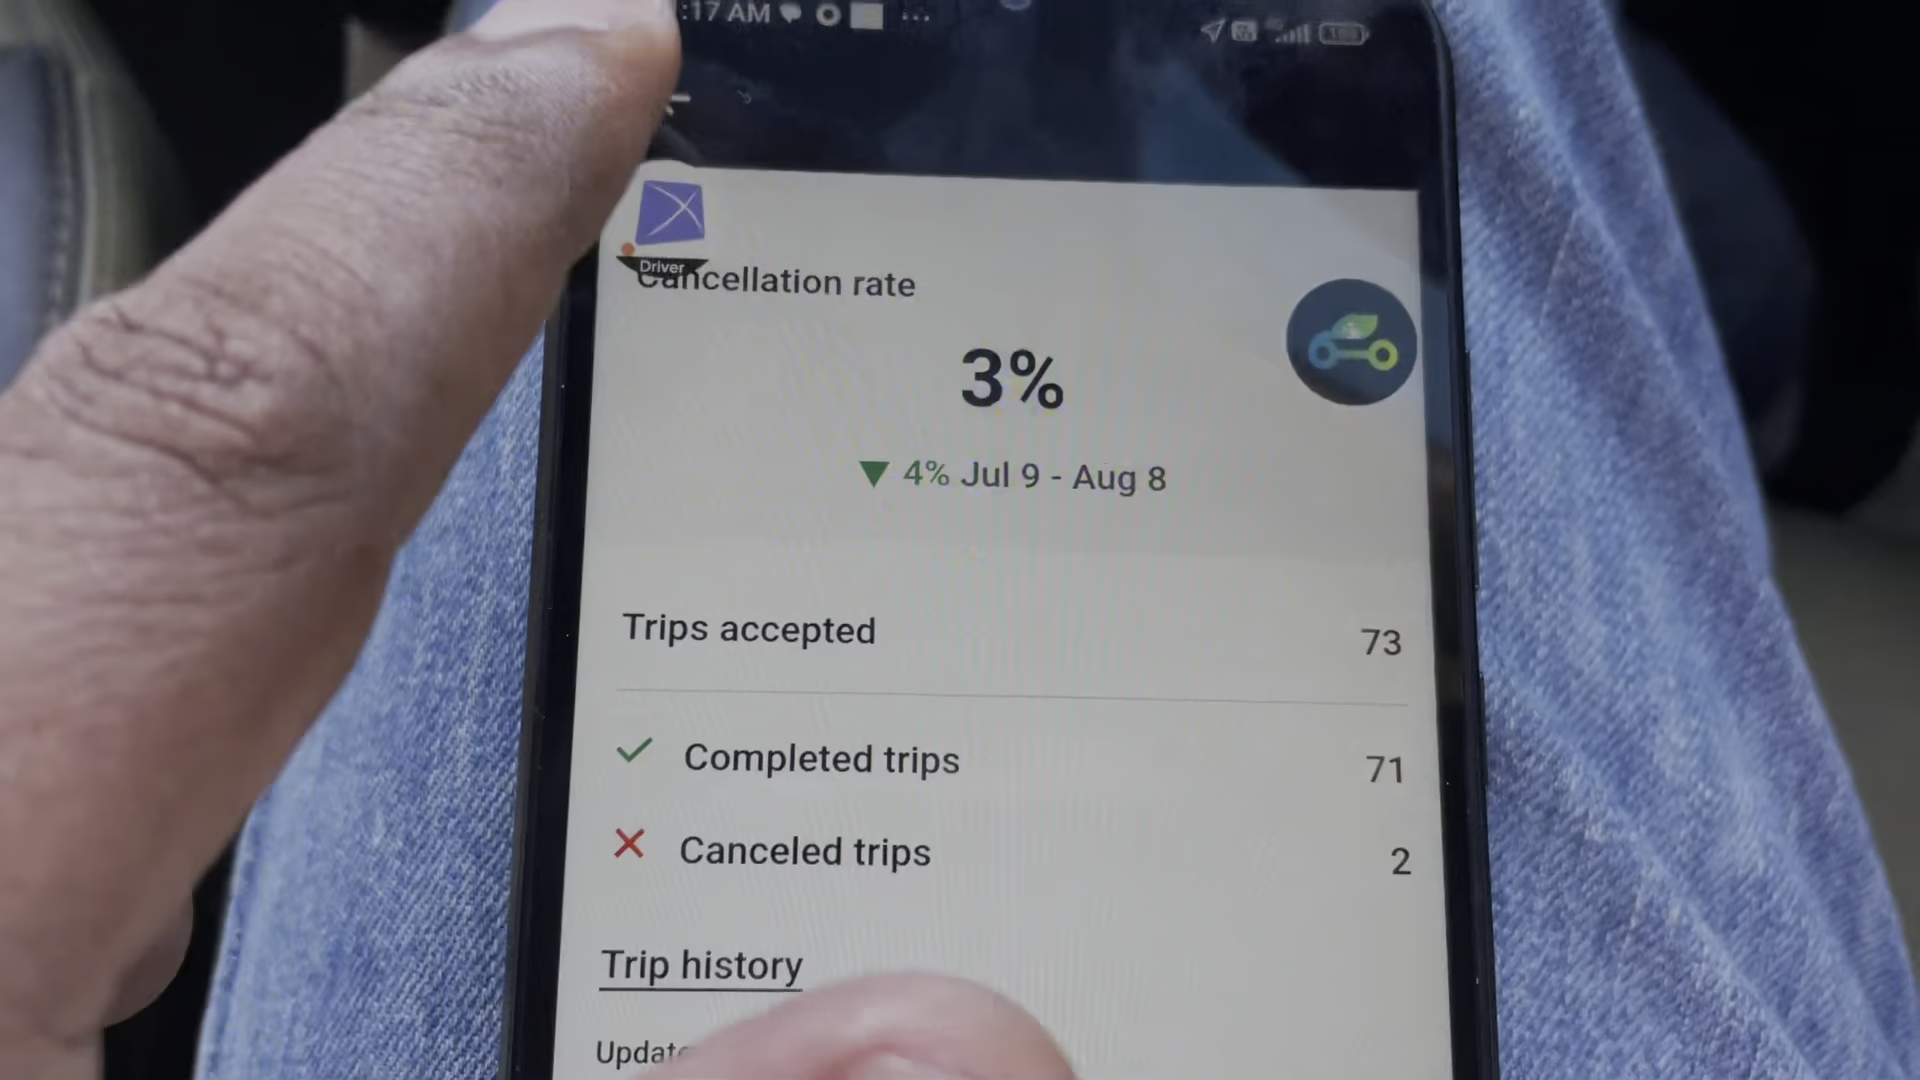 :17 AM
Driver
Cancellation rate
3%
4% Jul 9 - Aug 8
Trips accepted 73
Completed trips 71
Canceled trips 2
Trip history